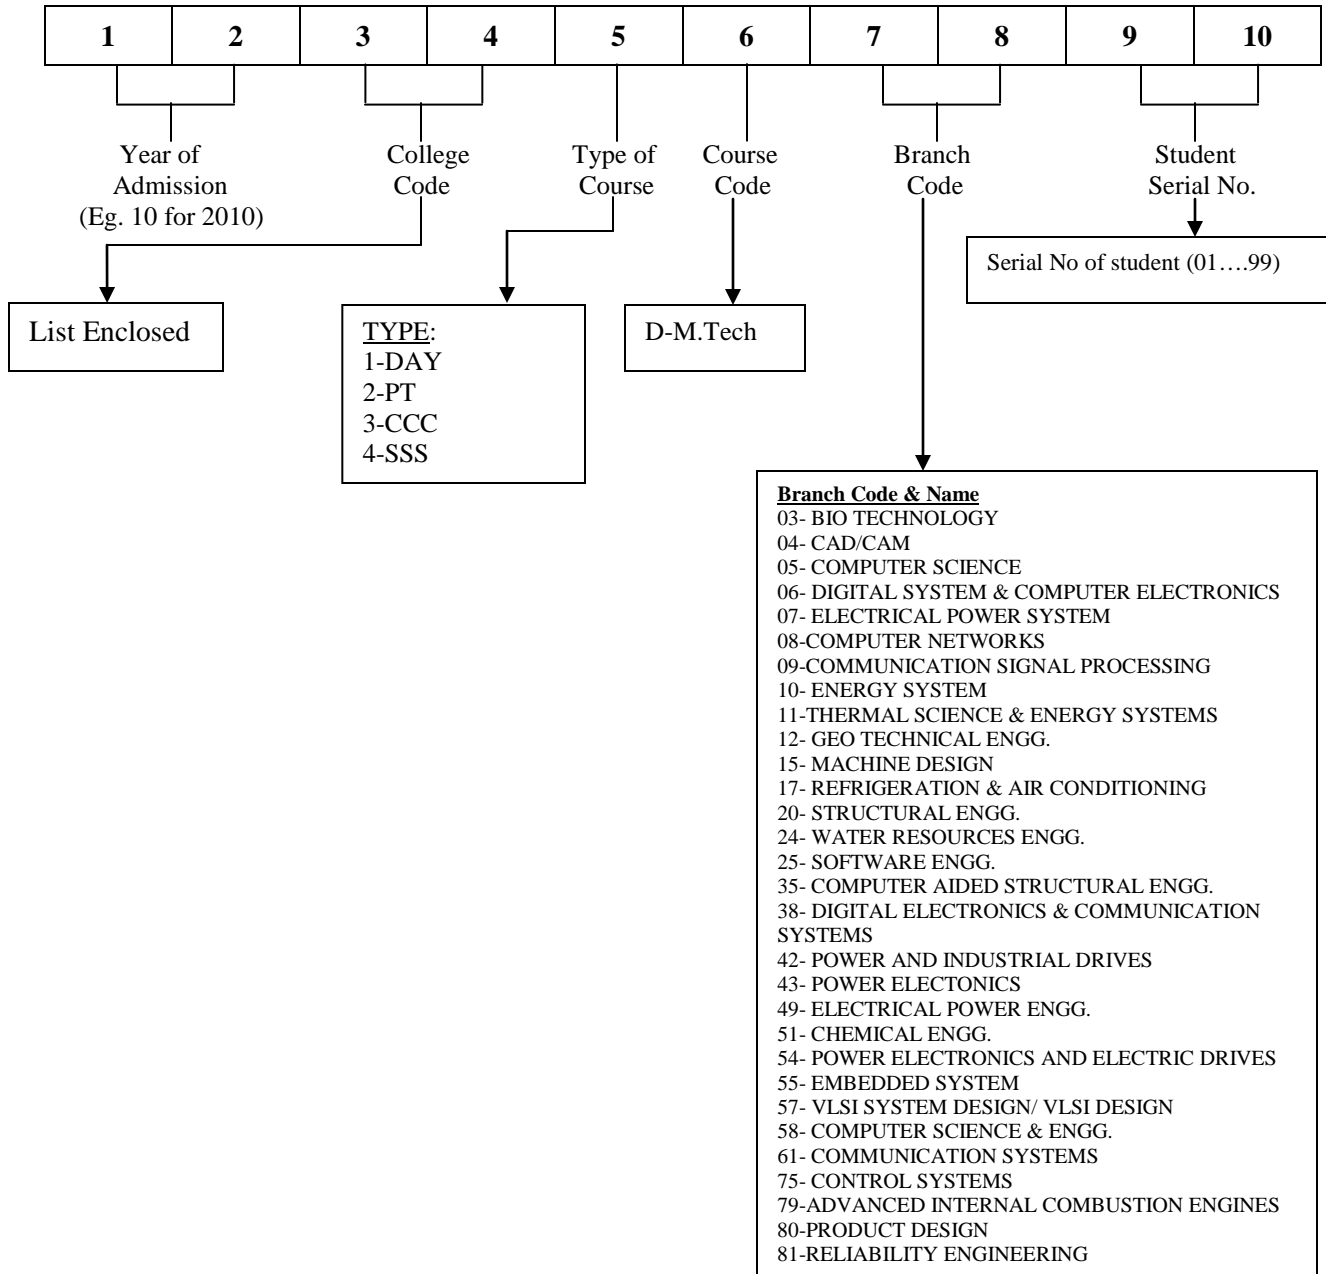 1 2 3 4 5 6 7 8 9 10
Year of
Admission
(Eg. 10 for 2010)
College
Code
Type of
Course
Course
Code
Branch
Code
Student
Serial No.
Serial No of student (01….99)
List Enclosed
TYPE:
1-DAY
2-PT
3-CCC
4-SSS
D-M.Tech
Branch Code & Name
03- BIO TECHNOLOGY
04- CAD/CAM
05- COMPUTER SCIENCE
06- DIGITAL SYSTEM & COMPUTER ELECTRONICS
07- ELECTRICAL POWER SYSTEM
08-COMPUTER NETWORKS
09-COMMUNICATION SIGNAL PROCESSING
10- ENERGY SYSTEM
11-THERMAL SCIENCE & ENERGY SYSTEMS
12- GEO TECHNICAL ENGG.
15- MACHINE DESIGN
17- REFRIGERATION & AIR CONDITIONING
20- STRUCTURAL ENGG.
24- WATER RESOURCES ENGG.
25- SOFTWARE ENGG.
35- COMPUTER AIDED STRUCTURAL ENGG.
38- DIGITAL ELECTRONICS & COMMUNICATION
SYSTEMS
42- POWER AND INDUSTRIAL DRIVES
43- POWER ELECTONICS
49- ELECTRICAL POWER ENGG.
51- CHEMICAL ENGG.
54- POWER ELECTRONICS AND ELECTRIC DRIVES
55- EMBEDDED SYSTEM
57- VLSI SYSTEM DESIGN/ VLSI DESIGN
58- COMPUTER SCIENCE & ENGG.
61- COMMUNICATION SYSTEMS
75- CONTROL SYSTEMS
79-ADVANCED INTERNAL COMBUSTION ENGINES
80-PRODUCT DESIGN
81-RELIABILITY ENGINEERING